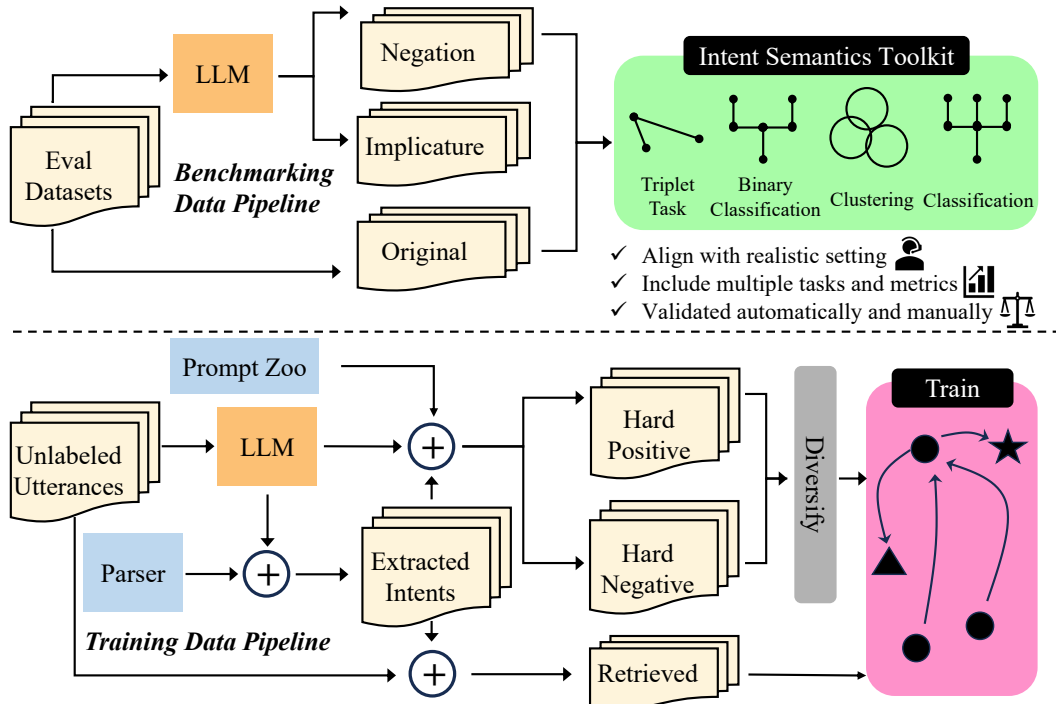 LLM
Negation
Intent Semantics Toolkit
Eval
Datasets
Benchmarking
Data Pipeline
Implicature
Triplet
Task
Binary
Classification
Clustering
Classification
Original
✓ Align with realistic setting
✓ Include multiple tasks and metrics
✓ Validated automatically and manually
Prompt Zoo
Train
Unlabeled
Utterances
LLM
Hard
Positive
Diversify
Parser
Extracted
Intents
Hard
Negative
Training Data Pipeline
Retrieved